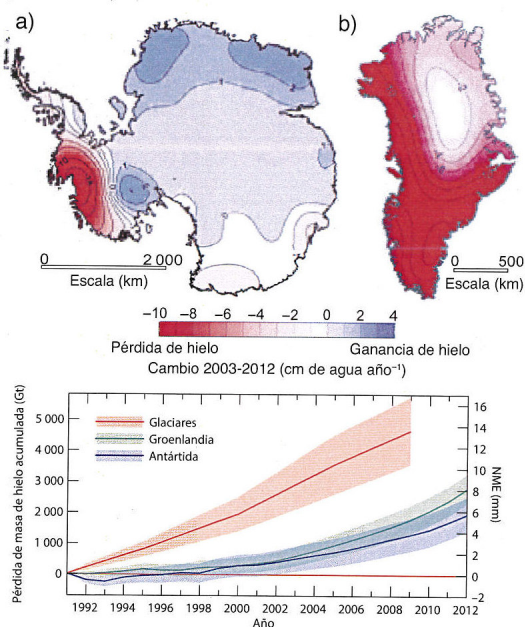 a)
b)
0 2 000
Escala (km)
0 500
Escala (km)
−10 −8 −6 −4 −2 0 2 4
Pérdida de hielo Ganancia de hielo
Cambio 2003-2012 (cm de agua año⁻¹)
Pérdida de masa de hielo acumulada (Gt)
5 000
4 000
3 000
2 000
1 000
0
Glaciares
Groenlandia
Antártida
16
14
12
10
8
6
4
2
0
−2
NME (mm)
1992 1994 1996 1998 2000 2002 2004 2006 2008 2010 2012
Año